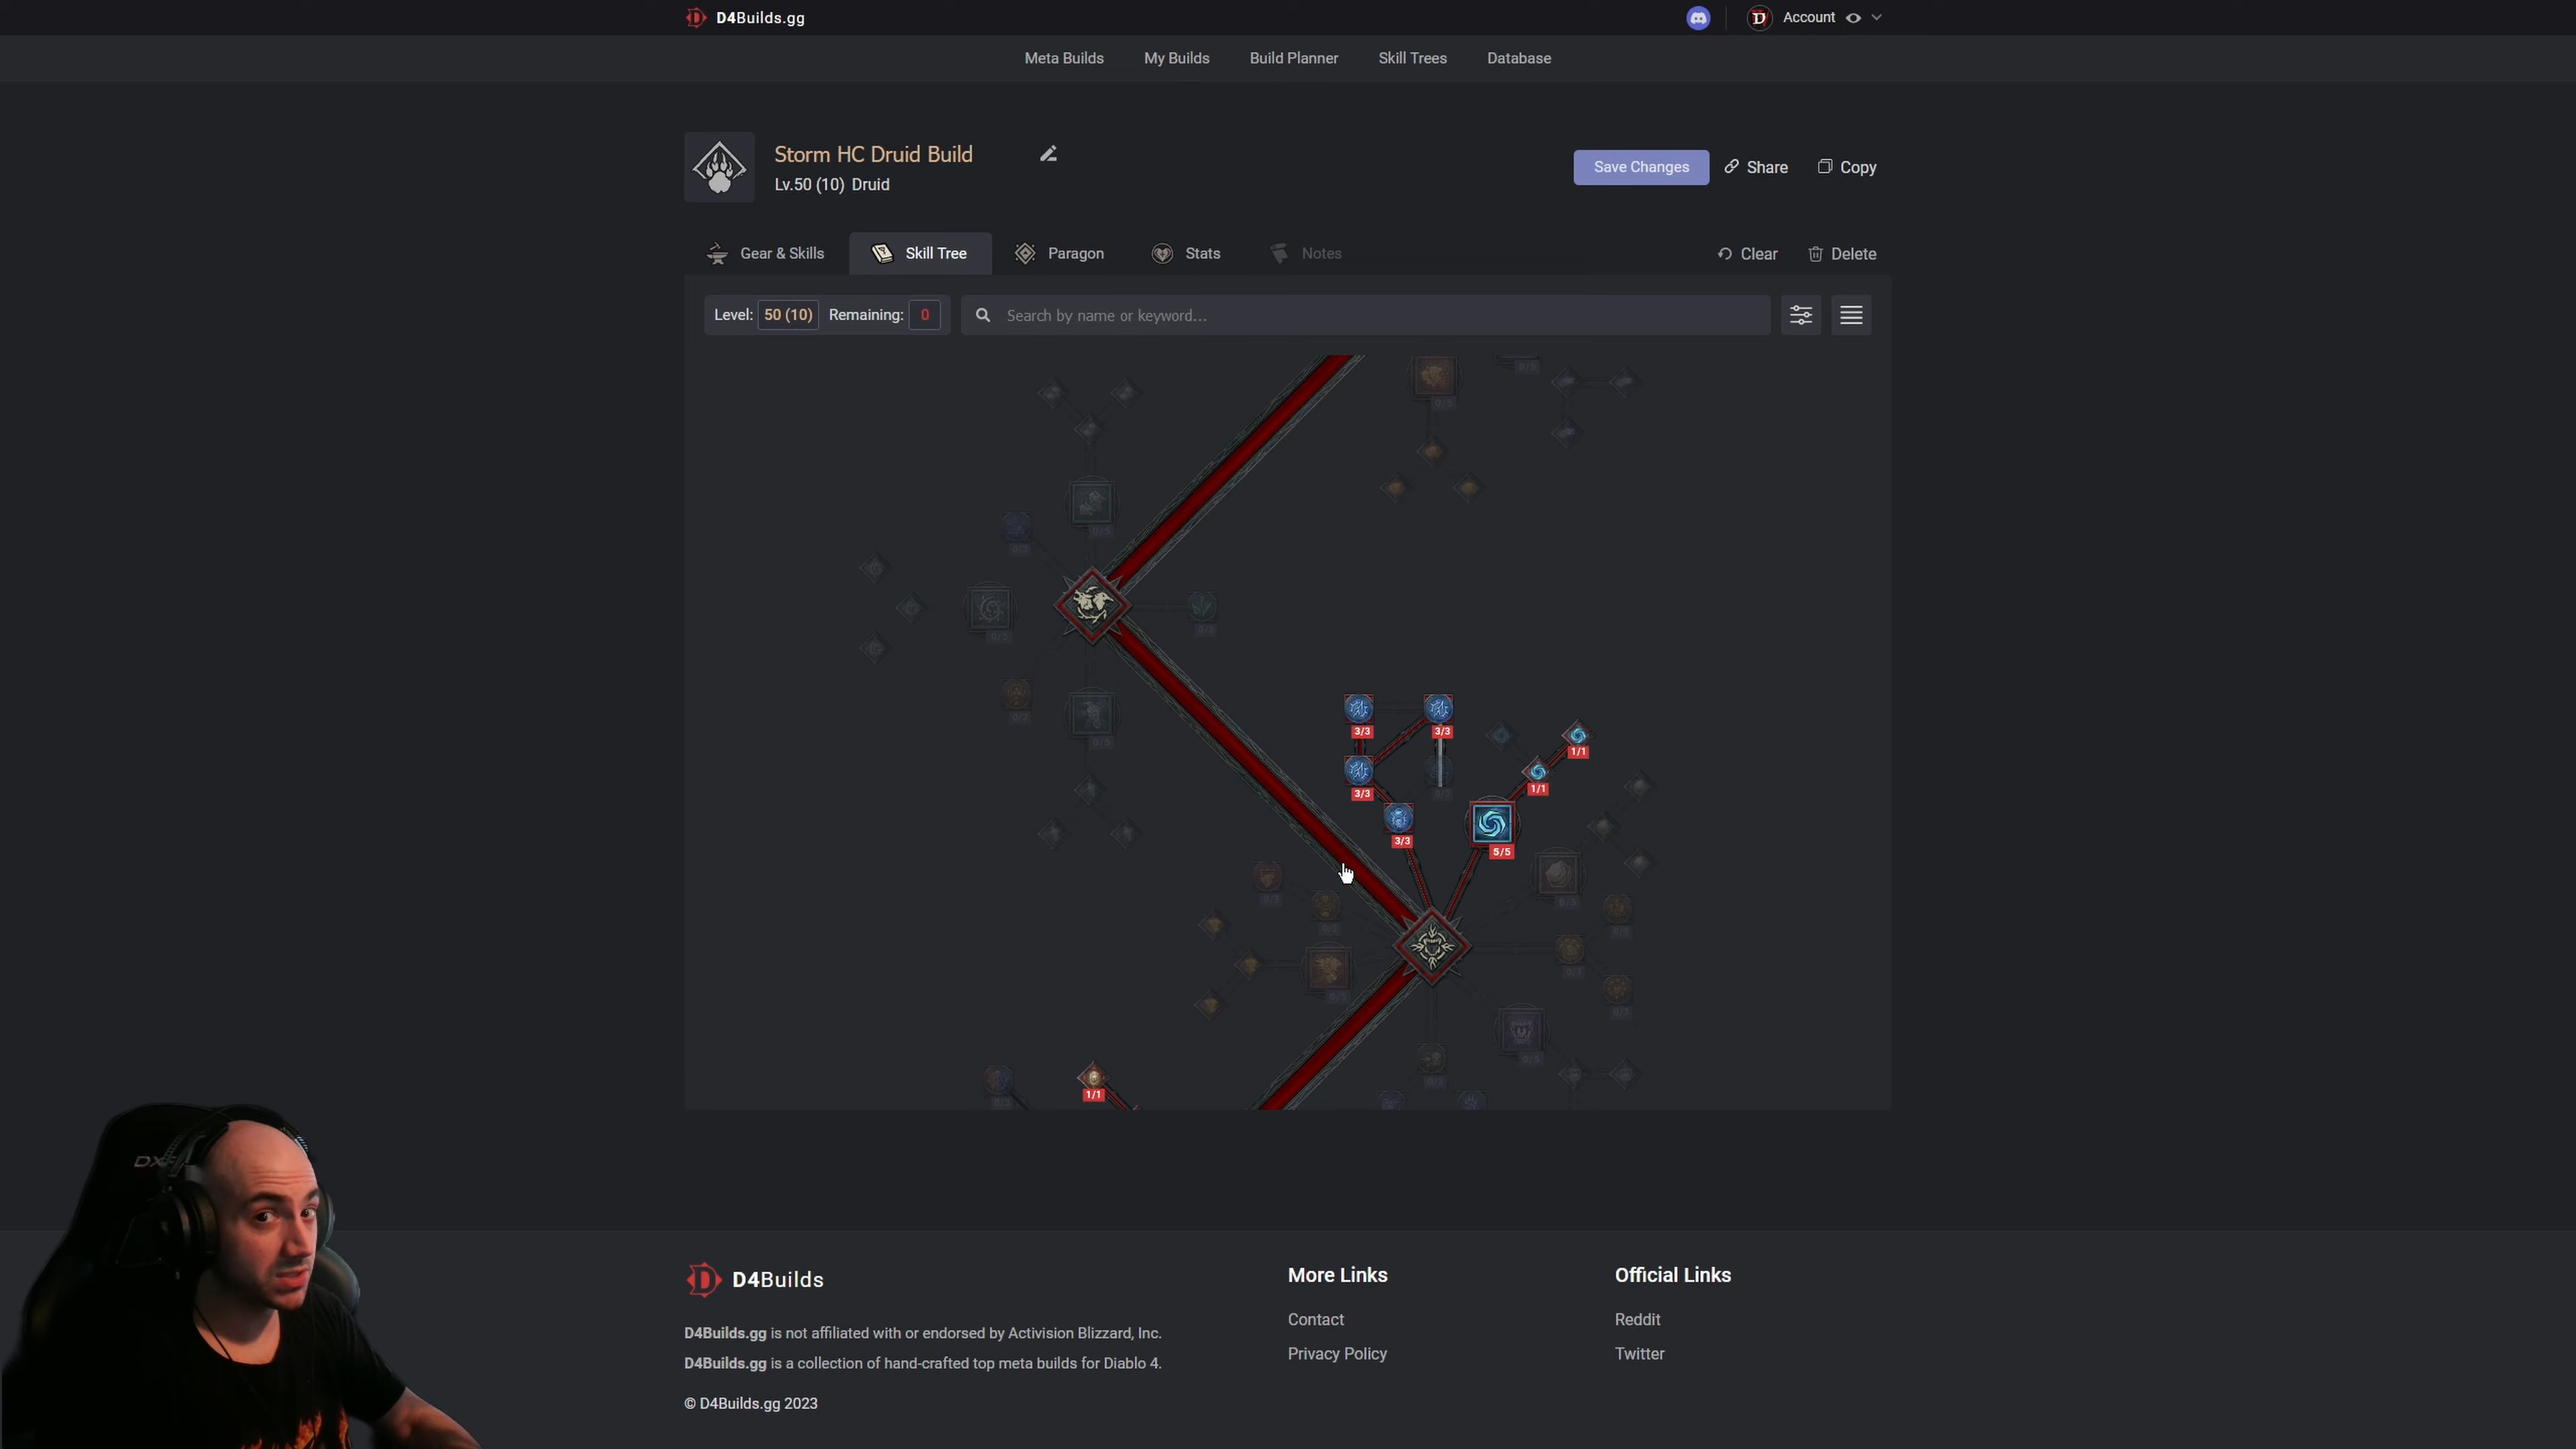 D4Builds.gg
Account
Meta Builds
My Builds
Build Planner
Skill Trees
Database
Storm HC Druid Build
Lv.50 (10) Druid
Save Changes
Share
Copy
Gear & Skills
Skill Tree
Paragon
Stats
Notes
Clear
Delete
Level: 50 (10) Remaining: 0
Search by name or keyword...
3/3
3/3
1/1
1/1
3/3
3/3
5/5
1/1
DX
D4Builds
D4Builds.gg is not affiliated with or endorsed by Activision Blizzard, Inc.
D4Builds.gg is a collection of hand-crafted top meta builds for Diablo 4.
© D4Builds.gg 2023
More Links
Contact
Privacy Policy
Official Links
Reddit
Twitter